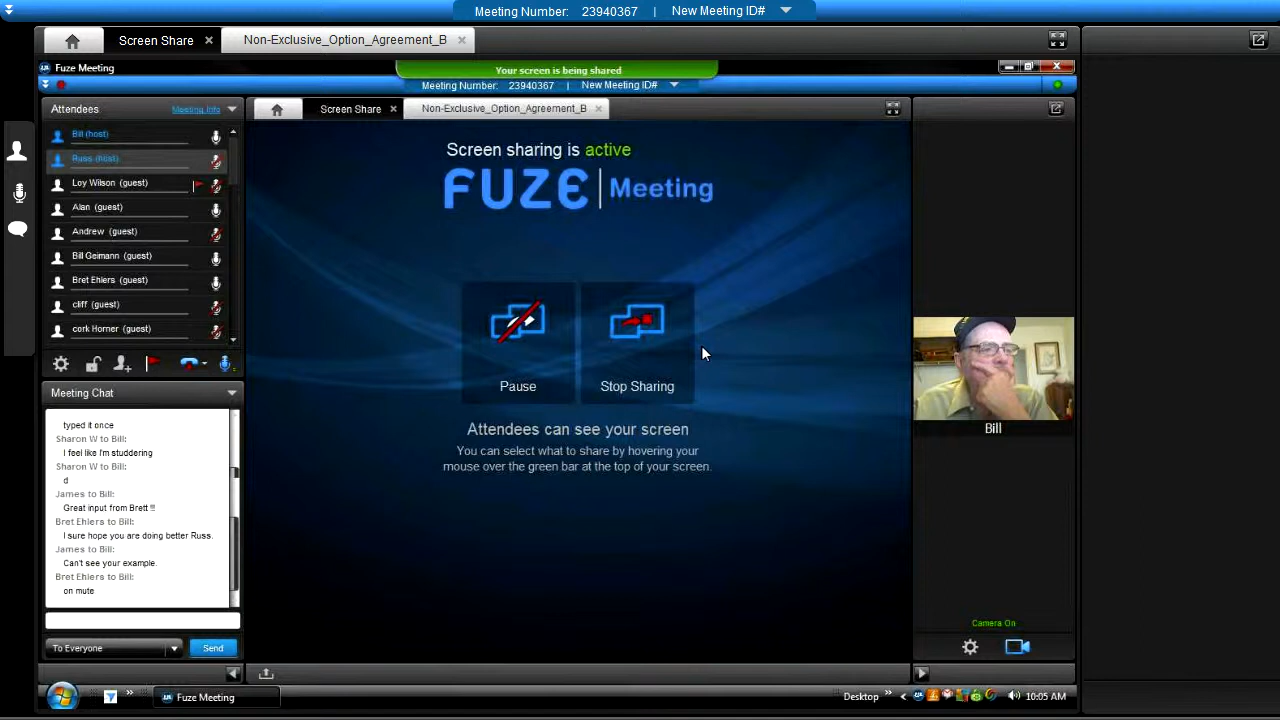 Meeting Number: 23940367 | New Meeting ID#
Screen Share
Non-Exclusive_Option_Agreement_B
Fuze Meeting
Your screen is being shared
Meeting Number: 23940367 | New Meeting ID#
Attendees
Meeting Info
Screen Share
Non-Exclusive_Option_Agreement_B
Bill (host)
Russ (host)
Loy Wilson (guest)
Alan (guest)
Andrew (guest)
Bill Geimann (guest)
Bret Ehlers (guest)
cliff (guest)
cork Horner (guest)
Screen sharing is active
FUZE | Meeting
Pause
Stop Sharing
Attendees can see your screen
You can select what to share by hovering your
mouse over the green bar at the top of your screen.
Meeting Chat
typed it once
Sharon W to Bill:
I feel like I'm studdering
Sharon W to Bill:
d
James to Bill:
Great input from Brett !!!
Bret Ehlers to Bill:
I sure hope you are doing better Russ.
James to Bill:
Can't see your example.
Bret Ehlers to Bill:
on mute
To Everyone
Send
Bill
Camera On
Fuze Meeting
Desktop
10:05 AM